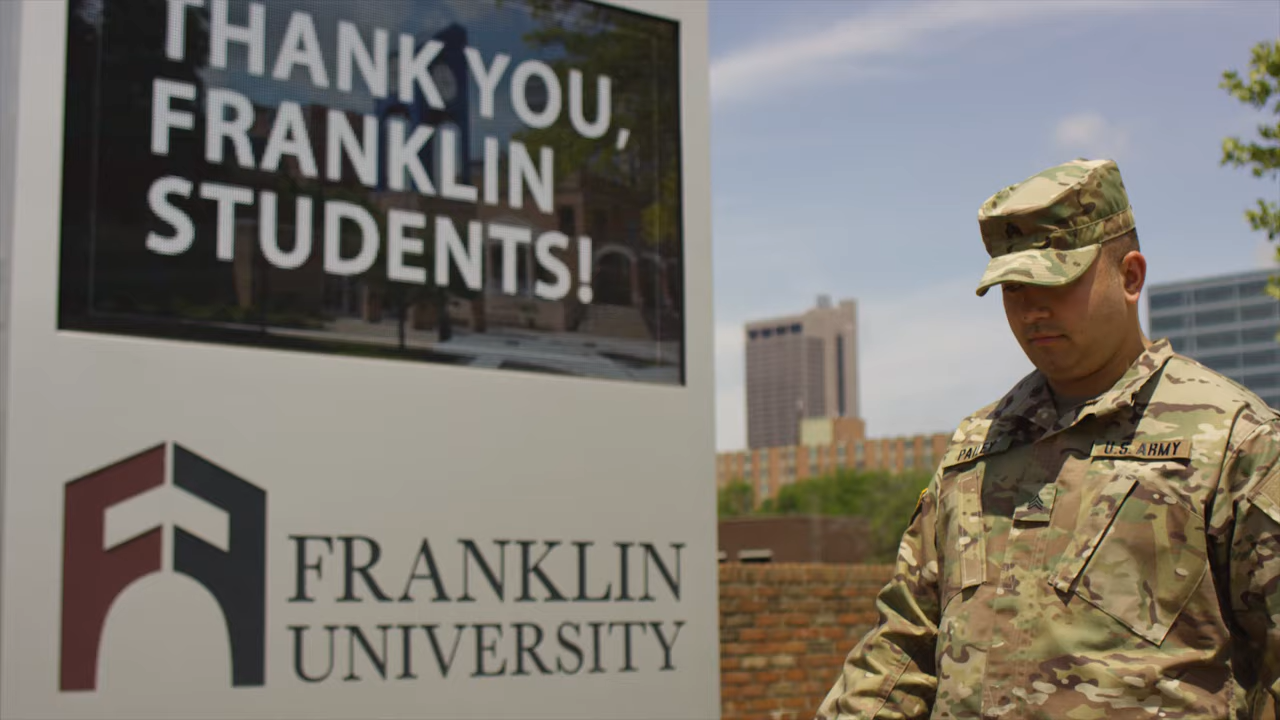 THANK YOU,
FRANKLIN
STUDENTS!
FRANKLIN
UNIVERSITY
U.S. ARMY